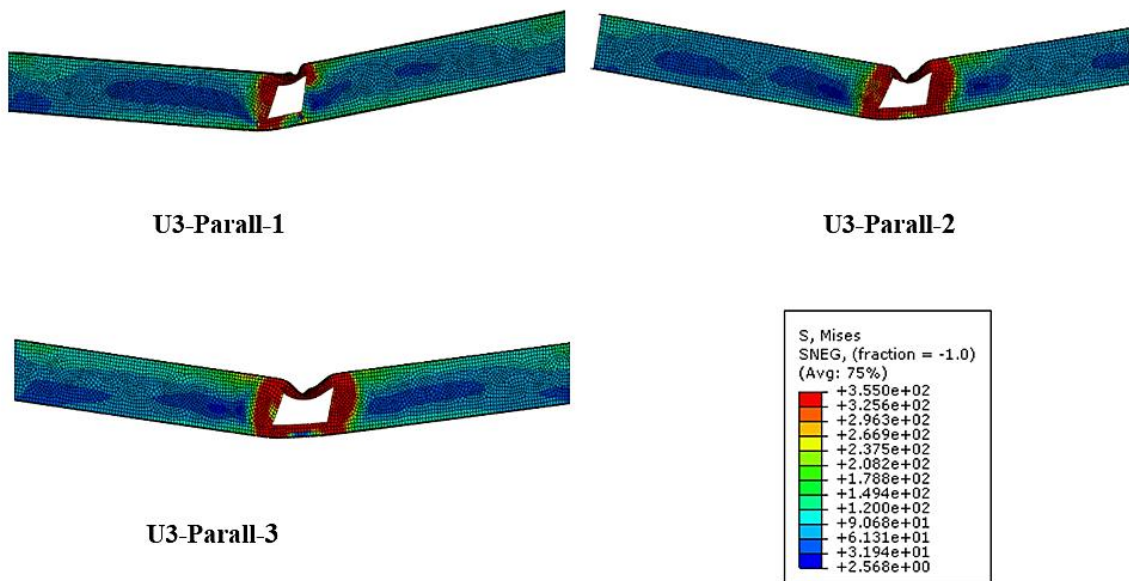 U3-Parall-1
U3-Parall-2
U3-Parall-3
S, Mises
SNEG, (fraction = -1.0)
(Avg: 75%)
+3.550e+02
+3.256e+02
+2.963e+02
+2.669e+02
+2.375e+02
+2.082e+02
+1.788e+02
+1.494e+02
+1.200e+02
+9.068e+01
+6.131e+01
+3.194e+01
+2.568e+00